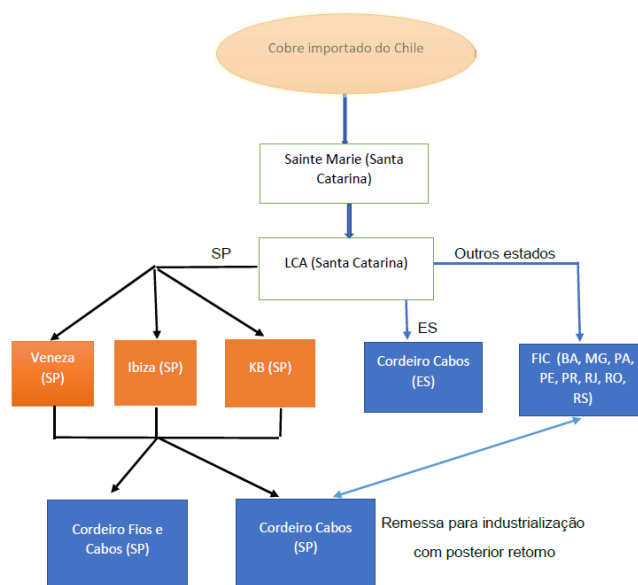 Cobre importado do Chile
Sainte Marie (Santa
Catarina)
SP
LCA (Santa Catarina)
Outros estados
ES
Veneza
(SP)
Ibiza (SP)
KB (SP)
Cordeiro Cabos
(ES)
FIC (BA, MG, PA,
PE, PR, RJ, RO,
RS)
Cordeiro Fios e
Cabos (SP)
Cordeiro Cabos
(SP)
Remessa para industrialização
com posterior retorno